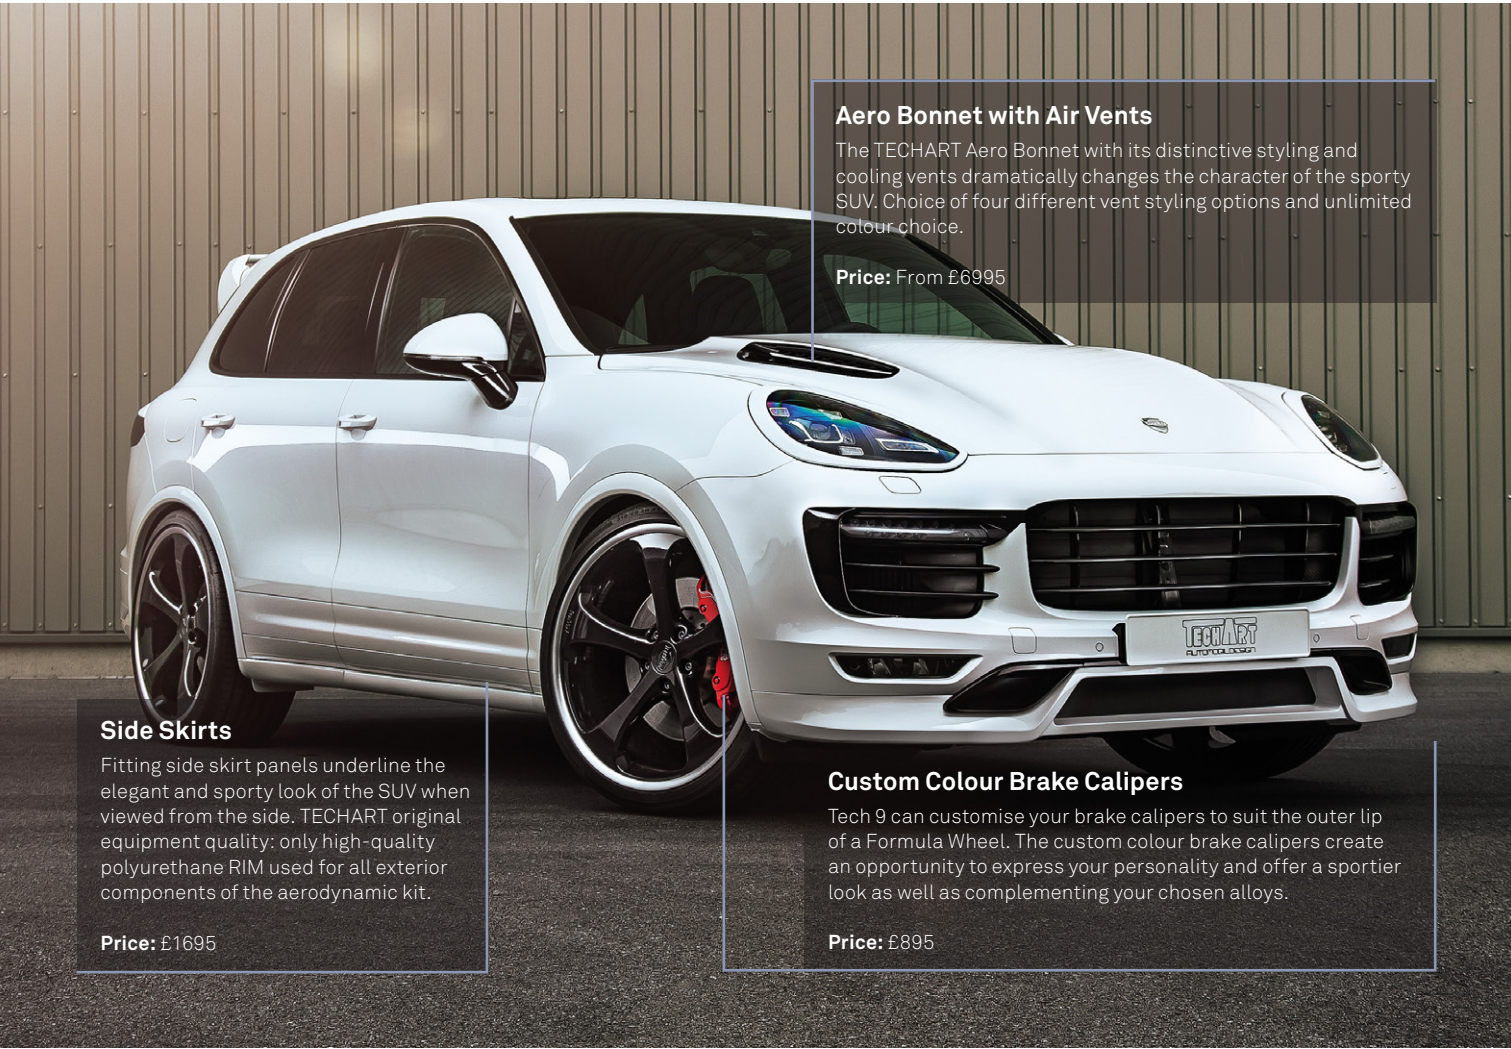 Aero Bonnet with Air Vents
The TECHART Aero Bonnet with its distinctive styling and
cooling vents dramatically changes the character of the sporty
SUV. Choice of four different vent styling options and unlimited
colour choice.
Price: From £6995
TECHART
AUTOMOBILDESIGN
Side Skirts
Fitting side skirt panels underline the
elegant and sporty look of the SUV when
viewed from the side. TECHART original
equipment quality: only high-quality
polyurethane RIM used for all exterior
components of the aerodynamic kit.
Price: £1695
Custom Colour Brake Calipers
Tech 9 can customise your brake calipers to suit the outer lip
of a Formula Wheel. The custom colour brake calipers create
an opportunity to express your personality and offer a sportier
look as well as complementing your chosen alloys.
Price: £895